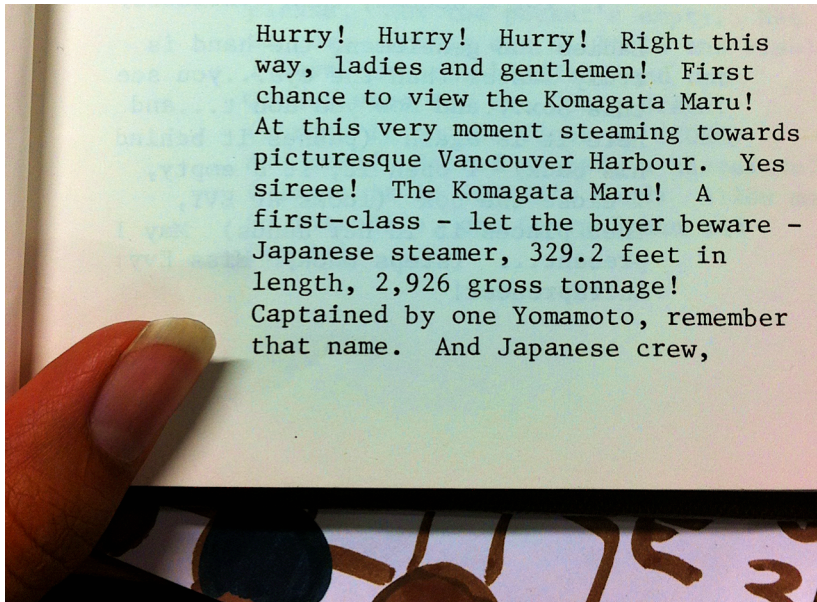 Hurry!  Hurry!  Hurry!  Right this
way, ladies and gentlemen!  First
chance to view the Komagata Maru!
At this very moment steaming towards
picturesque Vancouver Harbour.  Yes
sireee!  The Komagata Maru!  A
first-class - let the buyer beware -
Japanese steamer, 329.2 feet in
length, 2,926 gross tonnage!
Captained by one Yomamoto, remember
that name.  And Japanese crew,